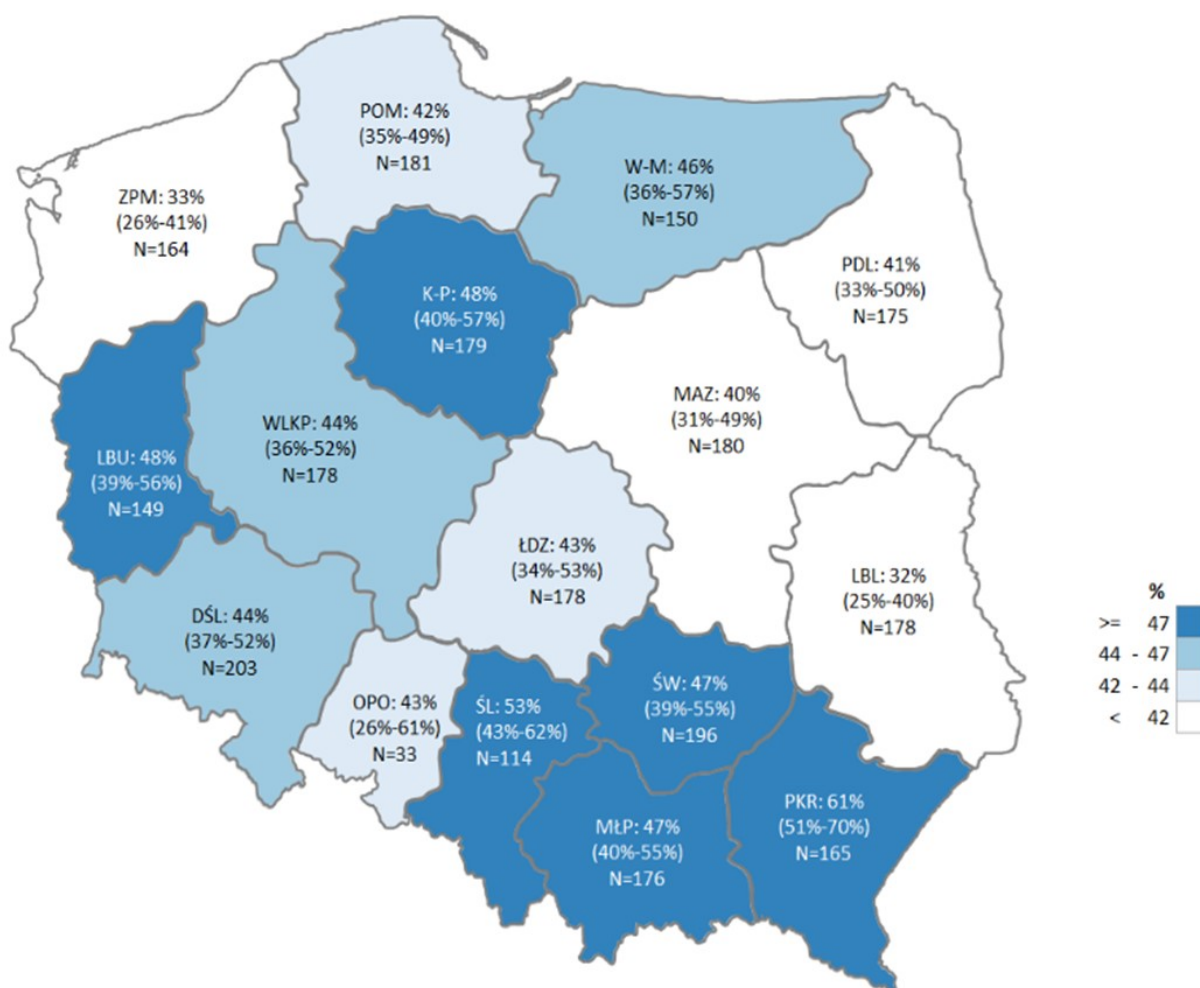 POM: 42%
(35%-49%)
N=181
W-M: 46%
(36%-57%)
N=150
ZPM: 33%
(26%-41%)
N=164
PDL: 41%
(33%-50%)
N=175
K-P: 48%
(40%-57%)
N=179
MAZ: 40%
(31%-49%)
N=180
WLKP: 44%
(36%-52%)
N=178
LBU: 48%
(39%-56%)
N=149
ŁDZ: 43%
(34%-53%)
N=178
LBL: 32%
(25%-40%)
N=178
DŚL: 44%
(37%-52%)
N=203
OPO: 43%
(26%-61%)
N=33
ŚL: 53%
(43%-62%)
N=114
ŚW: 47%
(39%-55%)
N=196
MŁP: 47%
(40%-55%)
N=176
PKR: 61%
(51%-70%)
N=165
%
>= 47
44 - 47
42 - 44
< 42